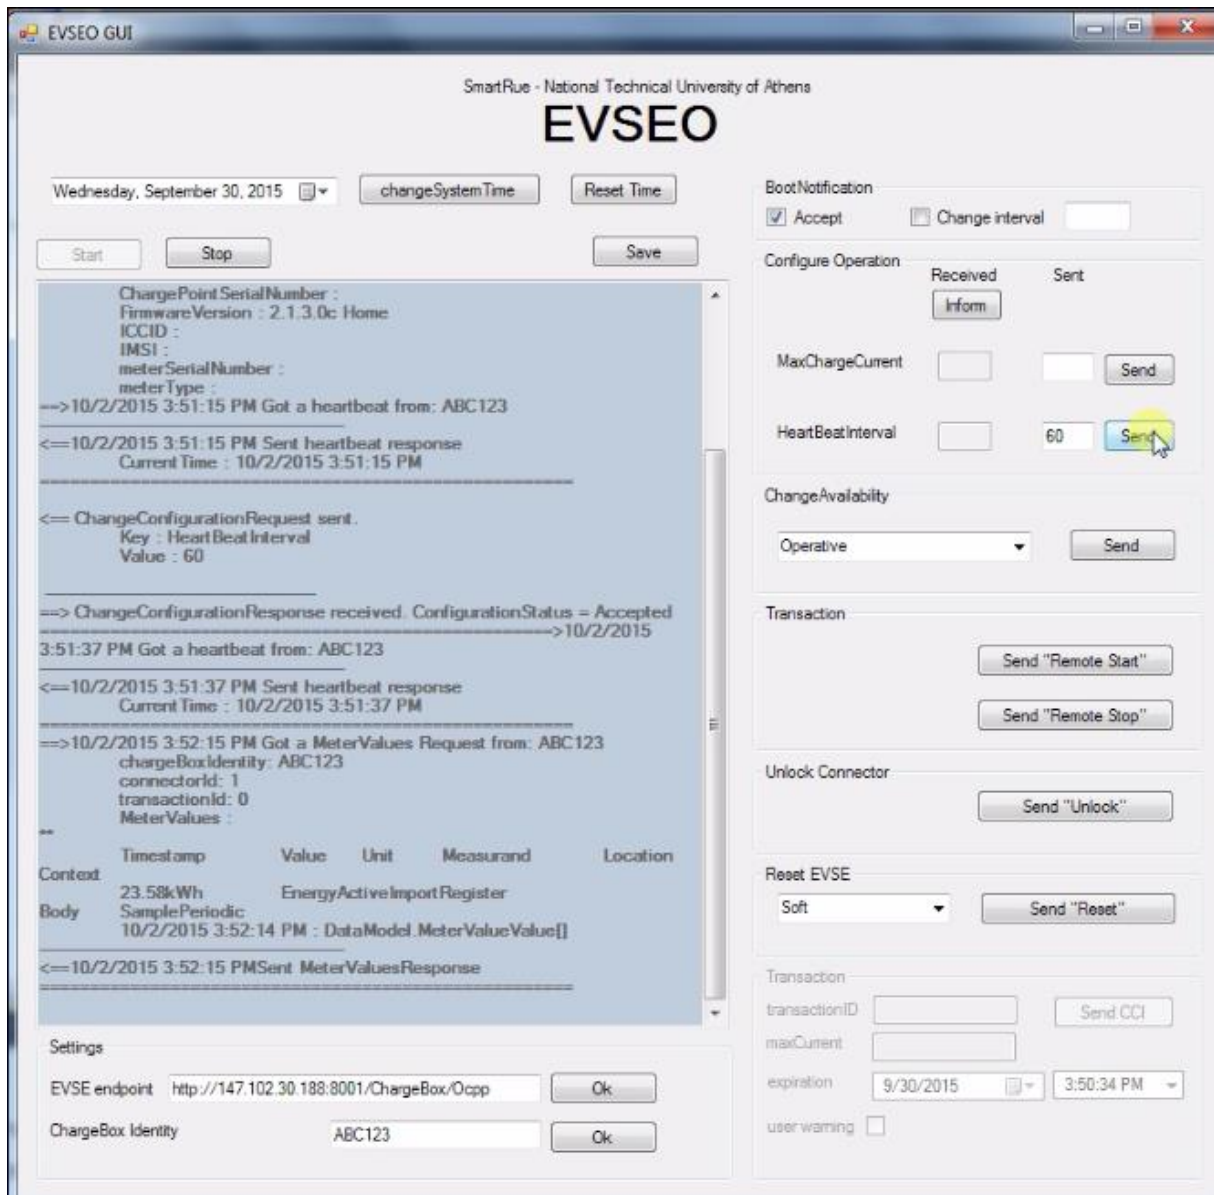 EVSEO GUI
SmartRue - National Technical University of Athens
EVSEO
Wednesday, September 30, 2015
changeSystemTime
Reset Time
Start
Stop
Save
ChargePointSerialNumber :
FirmwareVersion : 2.1.3.0c Home
ICCID :
IMSI :
meterSerialNumber :
meterType :
==>10/2/2015 3:51:15 PM Got a heartbeat from: ABC123
<==10/2/2015 3:51:15 PM Sent heartbeat response
CurrentTime : 10/2/2015 3:51:15 PM
<== ChangeConfigurationRequest sent.
Key : HeartBeatInterval
Value : 60
==> ChangeConfigurationResponse received. ConfigurationStatus = Accepted
==>10/2/2015
3:51:37 PM Got a heartbeat from: ABC123
<==10/2/2015 3:51:37 PM Sent heartbeat response
CurrentTime : 10/2/2015 3:51:37 PM
==>10/2/2015 3:52:15 PM Got a MeterValues Request from: ABC123
chargeBoxIdentity: ABC123
connectorId: 1
transactionId: 0
MeterValues :
--
Timestamp Value Unit Measurand Location
Context
23.58kWh EnergyActiveImportRegister
Body SamplePeriodic
10/2/2015 3:52:14 PM : DataModel.MeterValueValue[]
<==10/2/2015 3:52:15 PMSent MeterValuesResponse
Settings
EVSE endpoint http://147.102.30.188:8001/ChargeBox/Ocpp Ok
ChargeBox Identity ABC123 Ok
BootNotification
Accept Change interval
Configure Operation
Received Sent
Inform
MaxChargeCurrent Send
HeartBeatInterval 60 Send
ChangeAvailability
Operative Send
Transaction
Send "Remote Start"
Send "Remote Stop"
Unlock Connector
Send "Unlock"
Reset EVSE
Soft Send "Reset"
Transaction
transactionID Send CCI
maxCurrent
expiration 9/30/2015 3:50:34 PM
user warning